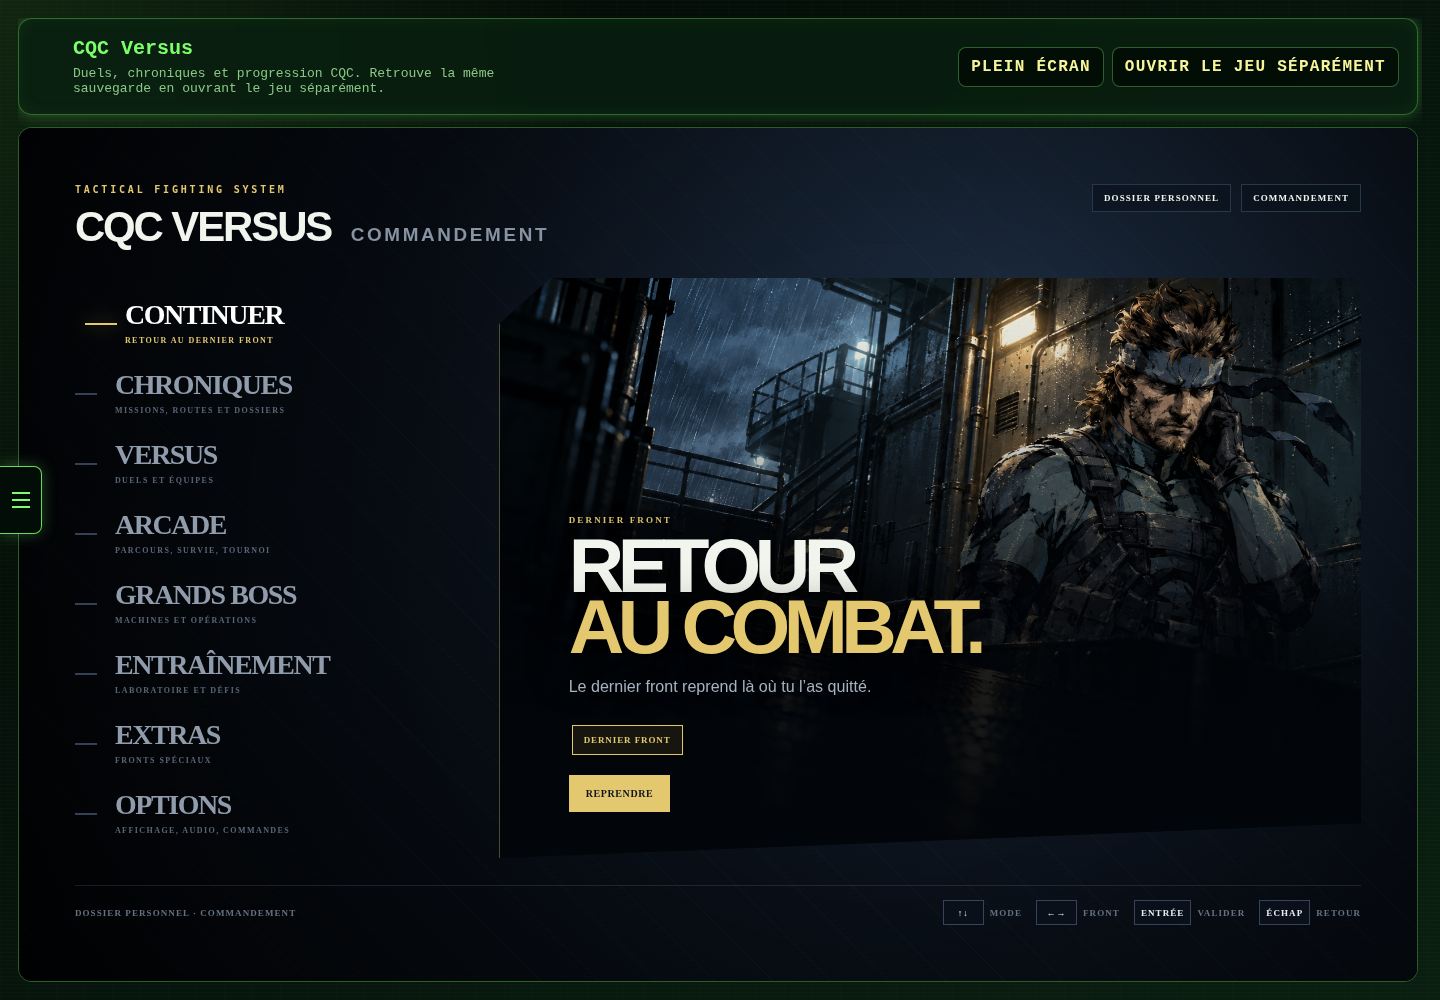 CQC Versus
Duels, chroniques et progression CQC. Retrouve la même
sauvegarde en ouvrant le jeu séparément.
PLEIN ÉCRAN
OUVRIR LE JEU SÉPARÉMENT
TACTICAL FIGHTING SYSTEM
CQC VERSUS COMMANDEMENT
DOSSIER PERSONNEL
COMMANDEMENT
CONTINUER
RETOUR AU DERNIER FRONT
CHRONIQUES
MISSIONS, ROUTES ET DOSSIERS
VERSUS
DUELS ET ÉQUIPES
ARCADE
PARCOURS, SURVIE, TOURNOI
GRANDS BOSS
MACHINES ET OPÉRATIONS
ENTRAÎNEMENT
LABORATOIRE ET DÉFIS
EXTRAS
FRONTS SPÉCIAUX
OPTIONS
AFFICHAGE, AUDIO, COMMANDES
DERNIER FRONT
RETOUR
AU COMBAT.
Le dernier front reprend là où tu l’as quitté.
DERNIER FRONT
REPRENDRE
DOSSIER PERSONNEL · COMMANDEMENT
↑↓ MODE ←→ FRONT ENTRÉE VALIDER ÉCHAP RETOUR